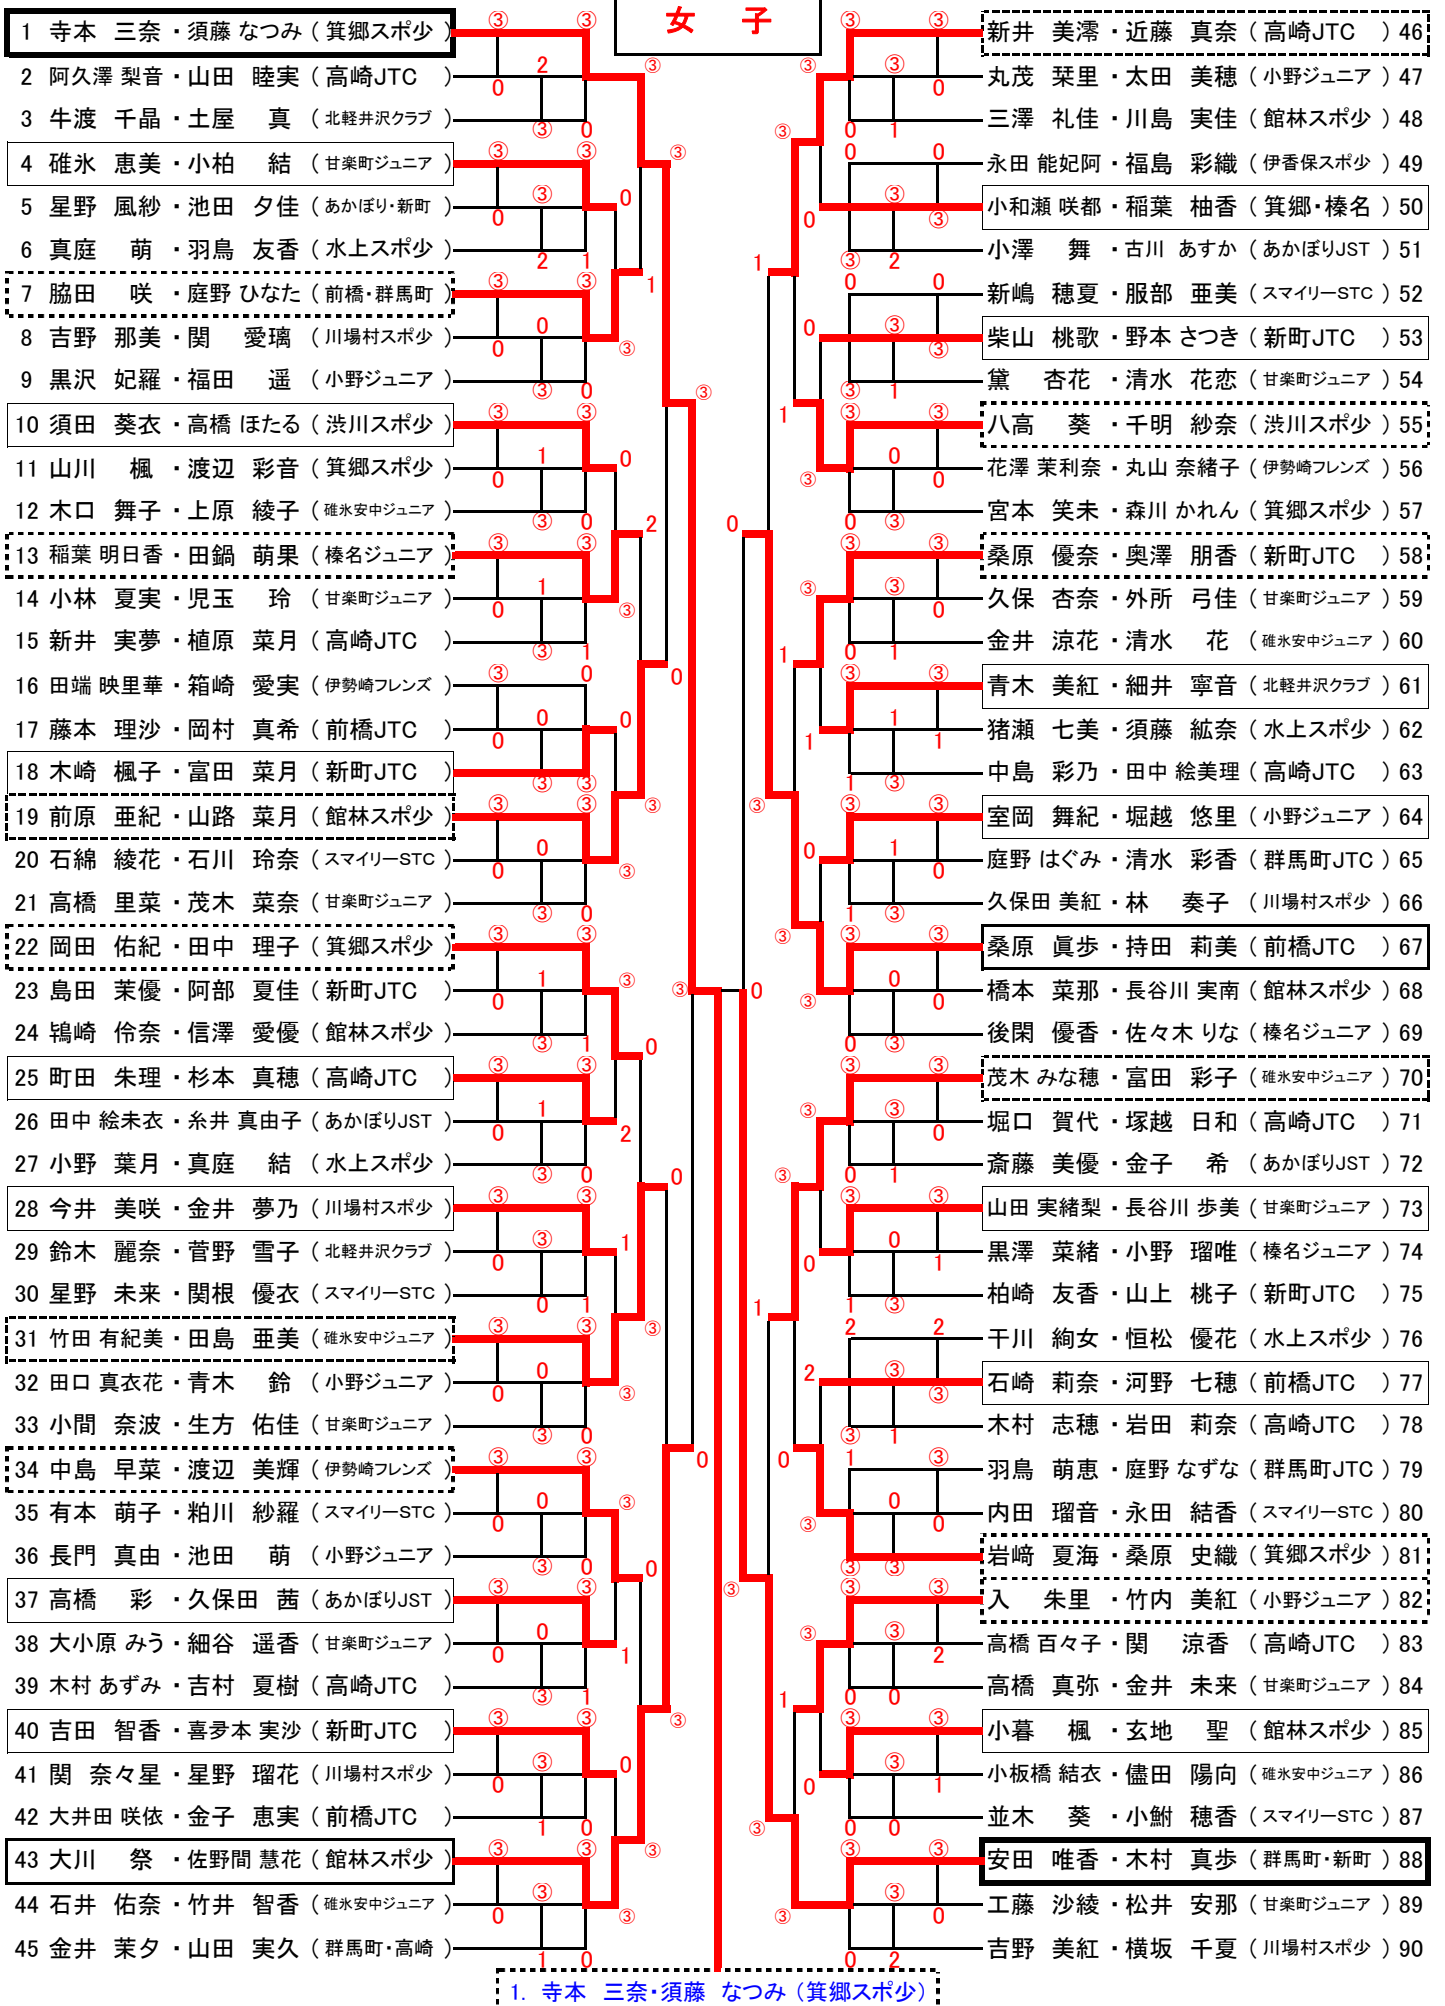 女 子
1 寺本 三奈・須藤 なつみ (箕郷スポ少)
2 阿久澤 梨音・山田 睦実 (高崎JTC)
3 牛渡 千晶・土屋 真 (北軽井沢クラブ)
4 碓氷 恵美・小柏 結 (甘楽町ジュニア)
5 星野 風紗・池田 夕佳 (あかぼり・新町)
6 真庭 萌・羽鳥 友香 (水上スポ少)
7 脇田 咲・庭野 ひなた (前橋・群馬町)
8 吉野 那美・関 愛璃 (川場村スポ少)
9 黒沢 妃羅・福田 遥 (小野ジュニア)
10 須田 葵衣・高橋 ほたる (渋川スポ少)
11 山川 楓・渡辺 彩音 (箕郷スポ少)
12 木口 舞子・上原 綾子 (碓氷安中ジュニア)
13 稲葉 明日香・田鍋 萌果 (榛名ジュニア)
14 小林 夏実・児玉 玲 (甘楽町ジュニア)
15 新井 実夢・植原 菜月 (高崎JTC)
16 田端 映里華・箱崎 愛実 (伊勢崎フレンズ)
17 藤本 理沙・岡村 真希 (前橋JTC)
18 木崎 楓子・富田 菜月 (新町JTC)
19 前原 亜紀・山路 菜月 (館林スポ少)
20 石綿 綾花・石川 玲奈 (スマイリーSTC)
21 高橋 里菜・茂木 菜奈 (甘楽町ジュニア)
22 岡田 佑紀・田中 理子 (箕郷スポ少)
23 島田 茉優・阿部 夏佳 (新町JTC)
24 鴇崎 伶奈・信澤 愛優 (館林スポ少)
25 町田 朱理・杉本 真穂 (高崎JTC)
26 田中 絵未衣・糸井 真由子 (あかぼりJST)
27 小野 葉月・真庭 結 (水上スポ少)
28 今井 美咲・金井 夢乃 (川場村スポ少)
29 鈴木 麗奈・菅野 雪子 (北軽井沢クラブ)
30 星野 未来・関根 優衣 (スマイリーSTC)
31 竹田 有紀美・田島 亜美 (碓氷安中ジュニア)
32 田口 真衣花・青木 鈴 (小野ジュニア)
33 小間 奈波・生方 佑佳 (甘楽町ジュニア)
34 中島 早菜・渡辺 美輝 (伊勢崎フレンズ)
35 有本 萌子・粕川 紗羅 (スマイリーSTC)
36 長門 真由・池田 萌 (小野ジュニア)
37 高橋 彩・久保田 茜 (あかぼりJST)
38 大小原 みう・細谷 遥香 (甘楽町ジュニア)
39 木村 あずみ・吉村 夏樹 (高崎JTC)
40 吉田 智香・喜夛本 実沙 (新町JTC)
41 関 奈々星・星野 瑠花 (川場村スポ少)
42 大井田 咲依・金子 恵実 (前橋JTC)
43 大川 祭・佐野間 慧花 (館林スポ少)
44 石井 佑奈・竹井 智香 (碓氷安中ジュニア)
45 金井 茉夕・山田 実久 (群馬町・高崎)
新井 美澪・近藤 真奈 (高崎JTC) 46
丸茂 栞里・太田 美穂 (小野ジュニア) 47
三澤 礼佳・川島 実佳 (館林スポ少) 48
永田 能妃阿・福島 彩織 (伊香保スポ少) 49
小和瀬 咲都・稲葉 柚香 (箕郷・榛名) 50
小澤 舞・古川 あすか (あかぼりJST) 51
新嶋 穂夏・服部 亜美 (スマイリーSTC) 52
柴山 桃歌・野本 さつき (新町JTC) 53
黛 杏花・清水 花恋 (甘楽町ジュニア) 54
八高 葵・千明 紗奈 (渋川スポ少) 55
花澤 茉利奈・丸山 奈緒子 (伊勢崎フレンズ) 56
宮本 笑未・森川 かれん (箕郷スポ少) 57
桑原 優奈・奥澤 朋香 (新町JTC) 58
久保 杏奈・外所 弓佳 (甘楽町ジュニア) 59
金井 涼花・清水 花 (碓氷安中ジュニア) 60
青木 美紅・細井 寧音 (北軽井沢クラブ) 61
猪瀬 七美・須藤 紘奈 (水上スポ少) 62
中島 彩乃・田中 絵美理 (高崎JTC) 63
室岡 舞紀・堀越 悠里 (小野ジュニア) 64
庭野 はぐみ・清水 彩香 (群馬町JTC) 65
久保田 美紅・林 奏子 (川場村スポ少) 66
桑原 眞歩・持田 莉美 (前橋JTC) 67
橋本 菜那・長谷川 実南 (館林スポ少) 68
後閑 優香・佐々木 りな (榛名ジュニア) 69
茂木 みな穂・富田 彩子 (碓氷安中ジュニア) 70
堀口 賀代・塚越 日和 (高崎JTC) 71
斎藤 美優・金子 希 (あかぼりJST) 72
山田 実緒梨・長谷川 歩美 (甘楽町ジュニア) 73
黒澤 菜緒・小野 瑠唯 (榛名ジュニア) 74
柏崎 友香・山上 桃子 (新町JTC) 75
干川 絢女・恒松 優花 (水上スポ少) 76
石崎 莉奈・河野 七穂 (前橋JTC) 77
木村 志穂・岩田 莉奈 (高崎JTC) 78
羽鳥 萌恵・庭野 なずな (群馬町JTC) 79
内田 瑠音・永田 結香 (スマイリーSTC) 80
岩﨑 夏海・桑原 史織 (箕郷スポ少) 81
入 朱里・竹内 美紅 (小野ジュニア) 82
高橋 百々子・関 涼香 (高崎JTC) 83
高橋 真弥・金井 未来 (甘楽町ジュニア) 84
小暮 楓・玄地 聖 (館林スポ少) 85
小板橋 結衣・儘田 陽向 (碓氷安中ジュニア) 86
並木 葵・小鮒 穂香 (スマイリーSTC) 87
安田 唯香・木村 真歩 (群馬町・新町) 88
工藤 沙綾・松井 安那 (甘楽町ジュニア) 89
吉野 美紅・横坂 千夏 (川場村スポ少) 90
1. 寺本 三奈・須藤 なつみ (箕郷スポ少)